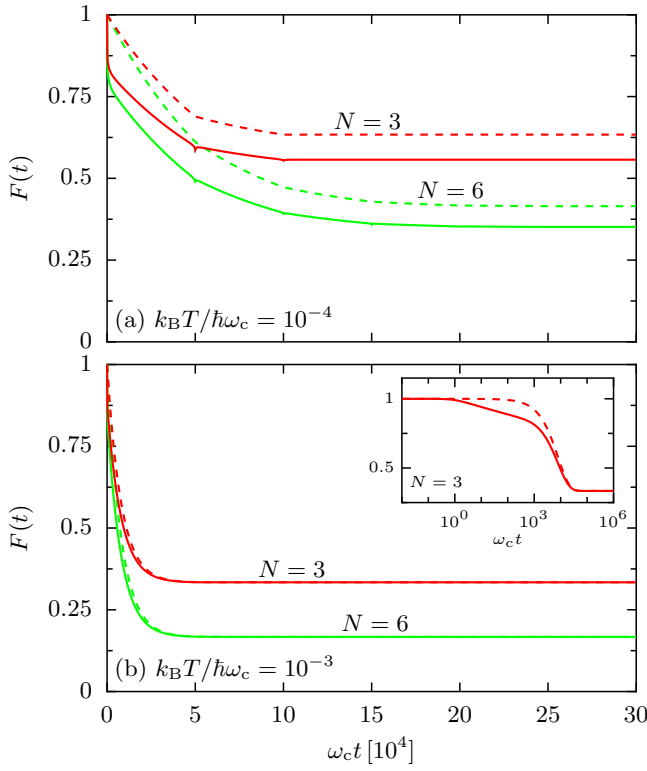 1
0.75
0.5
0.25
0
F(t)
N = 3
N = 6
(a) k_BT/ħω_c = 10^{-4}
1
0.75
0.5
0.25
0
F(t)
1
0.5
N = 3
10^0
10^3
10^6
ω_ct
N = 3
N = 6
(b) k_BT/ħω_c = 10^{-3}
0
5
10
15
20
25
30
ω_ct [10^4]